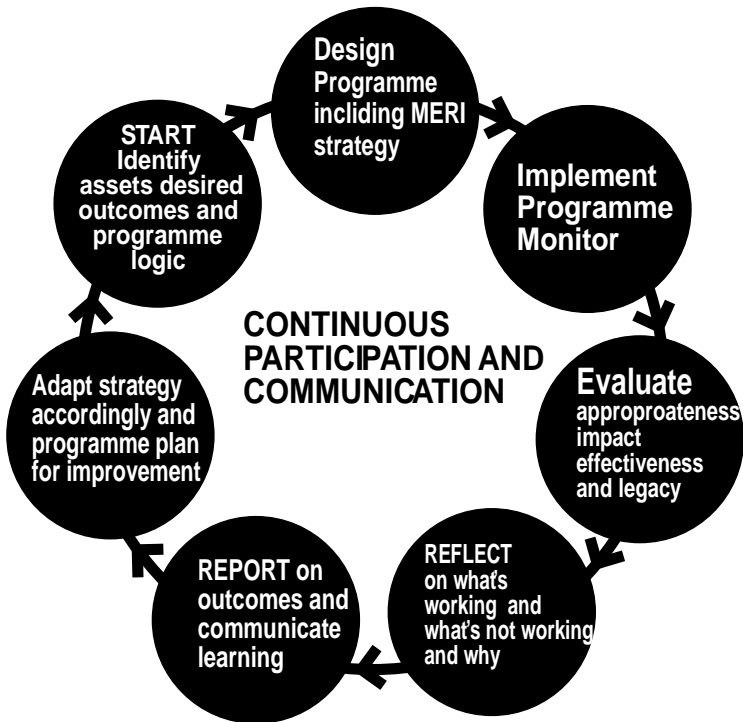 START
Identify
assets desired
outcomes and
programme
logic
Design
Programme
incliding MERI
strategy
Implement
Programme
Monitor
Evaluate
approproateness
impact
effectiveness
and legacy
REFLECT
on what's
working and
what's not working
and why
REPORT on
outcomes and
communicate
learning
Adapt strategy
accordingly and
programme plan
for improvement
CONTINUOUS
PARTICIPATION AND
COMMUNICATION